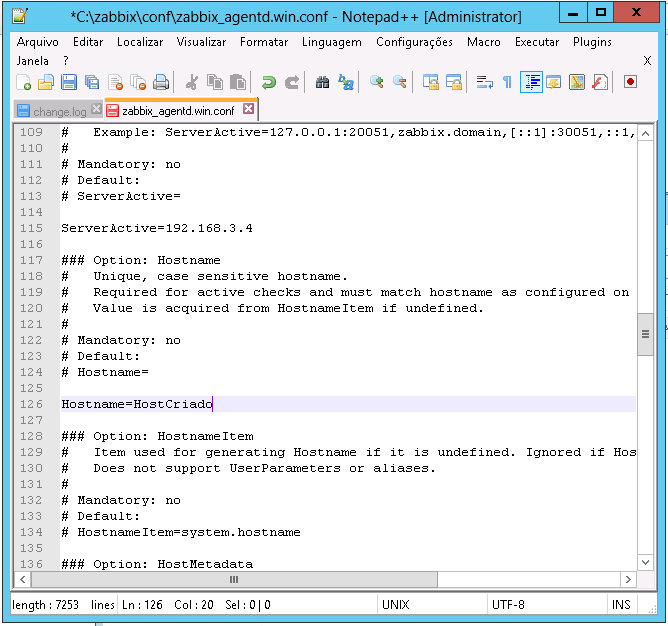 *C:\zabbix\conf\zabbix_agentd.win.conf - Notepad++ [Administrator]
Arquivo Editar Localizar Visualizar Formatar Linguagem Configurações Macro Executar Plugins
Janela ? X
change.log zabbix_agentd.win.conf
109 #   Example: ServerActive=127.0.0.1:20051,zabbix.domain,[::1]:30051,::1,
110 #
111 # Mandatory: no
112 # Default:
113 # ServerActive=
114
115 ServerActive=192.168.3.4
116
117 ### Option: Hostname
118 #   Unique, case sensitive hostname.
119 #   Required for active checks and must match hostname as configured on
120 #   Value is acquired from HostnameItem if undefined.
121 #
122 # Mandatory: no
123 # Default:
124 # Hostname=
125
126 Hostname=HostCriado
127
128 ### Option: HostnameItem
129 #   Item used for generating Hostname if it is undefined. Ignored if Hos
130 #   Does not support UserParameters or aliases.
131 #
132 # Mandatory: no
133 # Default:
134 # HostnameItem=system.hostname
135
136 ### Option: HostMetadata
length : 7253 lines Ln : 126 Col : 20 Sel : 0 | 0 UNIX UTF-8 INS